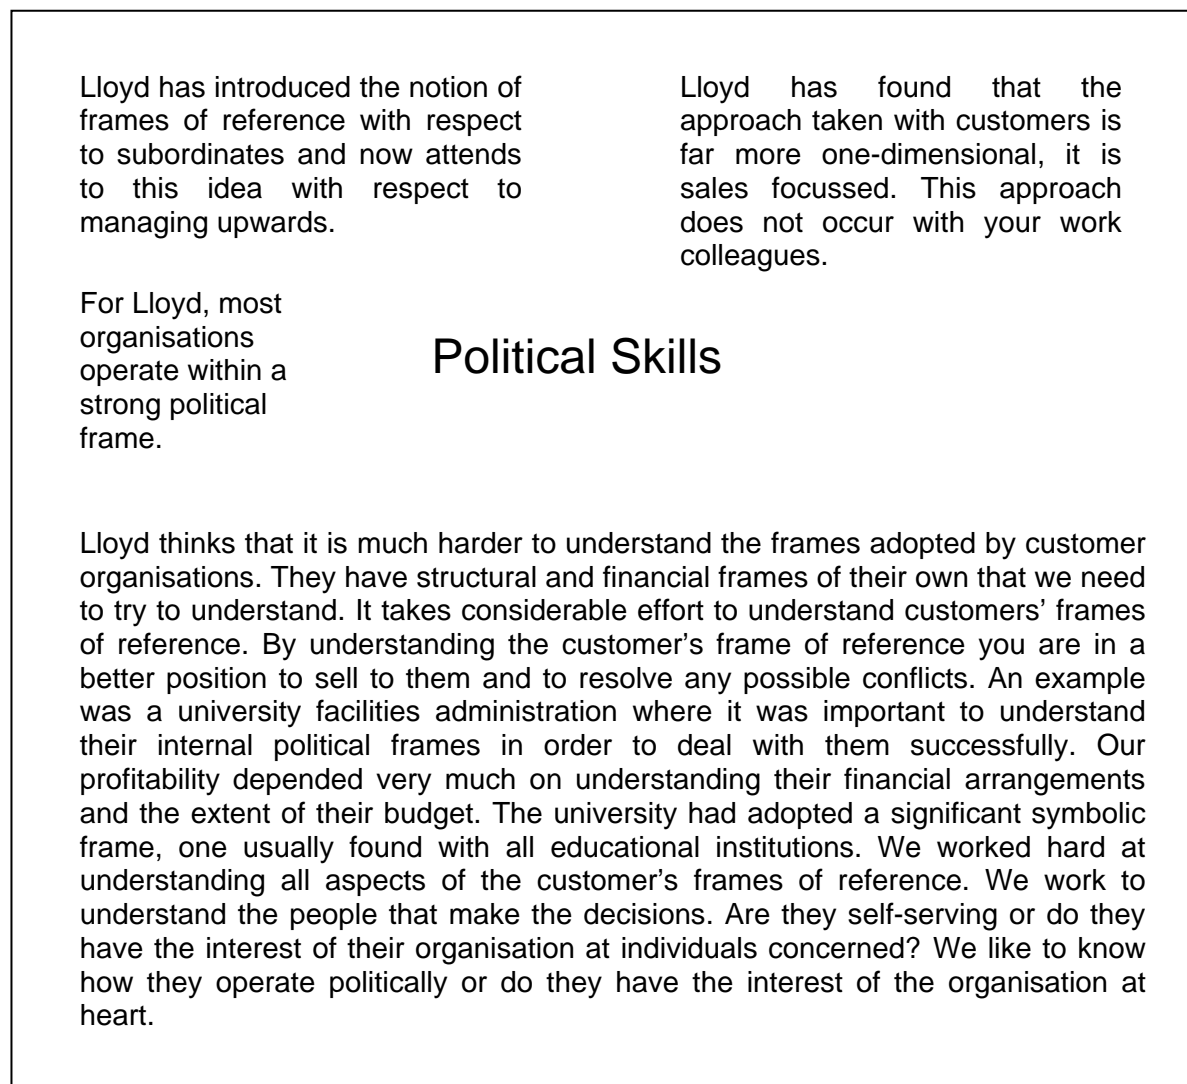 Lloyd has introduced the notion of
frames of reference with respect
to subordinates and now attends
to this idea with respect to
managing upwards.
Lloyd has found that the
approach taken with customers is
far more one-dimensional, it is
sales focussed. This approach
does not occur with your work
colleagues.
For Lloyd, most
organisations
operate within a
strong political
frame.
Political Skills
Lloyd thinks that it is much harder to understand the frames adopted by customer
organisations. They have structural and financial frames of their own that we need
to try to understand. It takes considerable effort to understand customers’ frames
of reference. By understanding the customer’s frame of reference you are in a
better position to sell to them and to resolve any possible conflicts. An example
was a university facilities administration where it was important to understand
their internal political frames in order to deal with them successfully. Our
profitability depended very much on understanding their financial arrangements
and the extent of their budget. The university had adopted a significant symbolic
frame, one usually found with all educational institutions. We worked hard at
understanding all aspects of the customer’s frames of reference. We work to
understand the people that make the decisions. Are they self-serving or do they
have the interest of their organisation at individuals concerned? We like to know
how they operate politically or do they have the interest of the organisation at
heart.